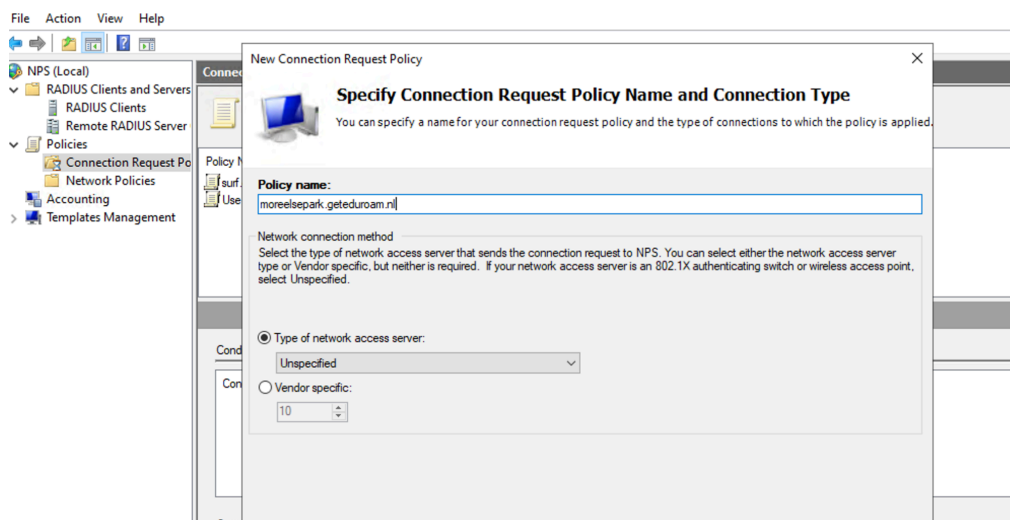 File Action View Help
New Connection Request Policy
NPS (Local)
Connec
RADIUS Clients and Servers
RADIUS Clients
Remote RADIUS Server
Policies
Connection Request Po
Network Policies
Accounting
Templates Management
Policy N
surf.
Use
Cond
Con
Specify Connection Request Policy Name and Connection Type
You can specify a name for your connection request policy and the type of connections to which the policy is applied.
Policy name:
moreelsepark.geteduroam.nl
Network connection method
Select the type of network access server that sends the connection request to NPS. You can select either the network access server
type or Vendor specific, but neither is required. If your network access server is an 802.1X authenticating switch or wireless access point,
select Unspecified.
Type of network access server:
Unspecified
Vendor specific:
10